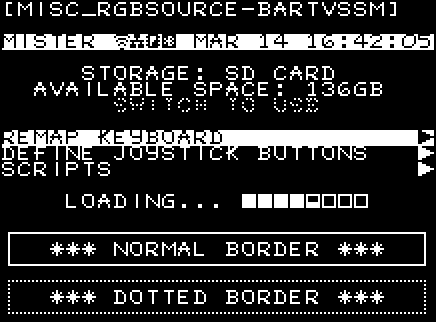 [MISC_RGBSOURCE-BARTVSSM]
MISTER MAR 14 16:42:05
STORAGE: SD CARD
AVAILABLE SPACE: 136GB
SWITCH TO USB
REMAP KEYBOARD
DEFINE JOYSTICK BUTTONS
SCRIPTS
LOADING...
*** NORMAL BORDER ***
*** DOTTED BORDER ***